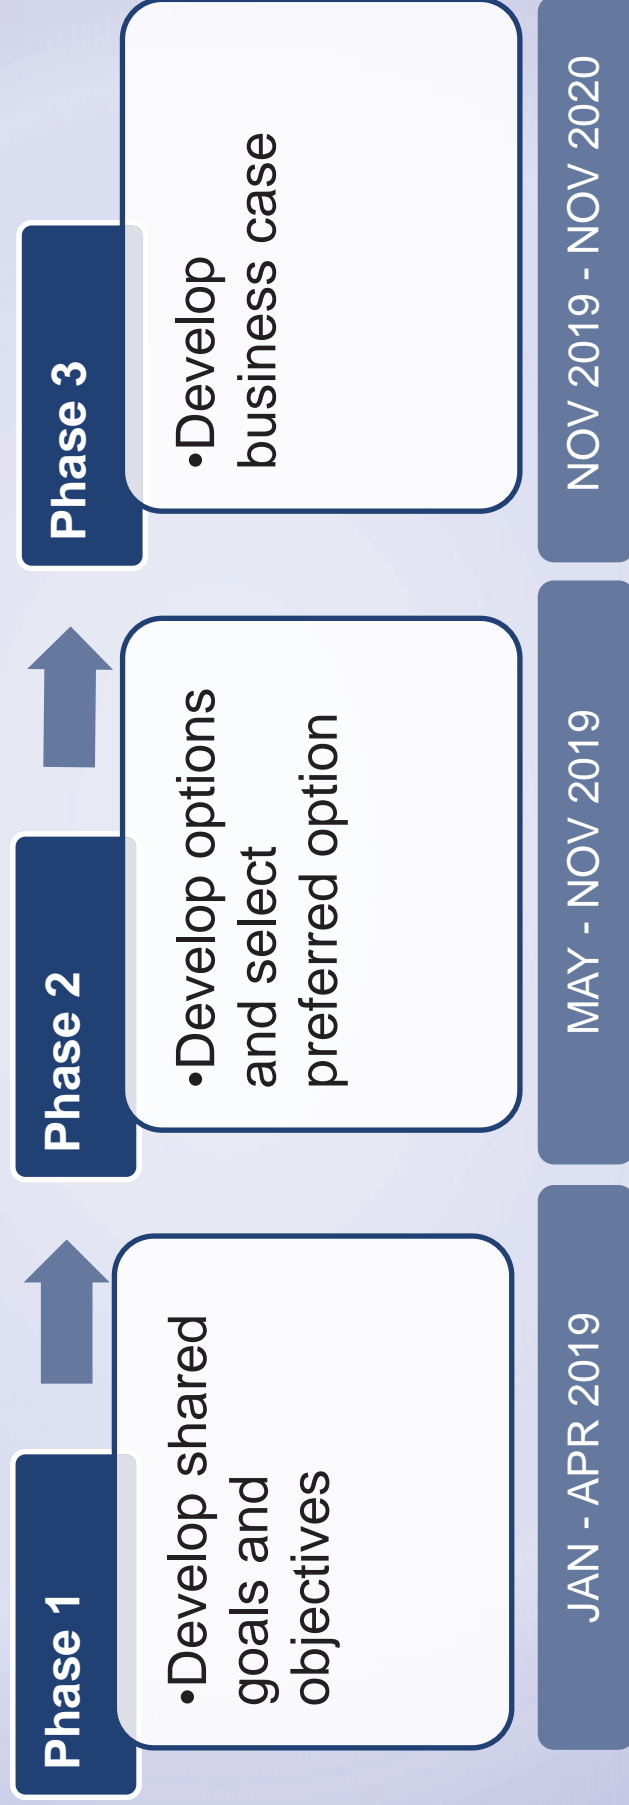 Phase 1
•Develop shared
goals and
objectives
JAN - APR 2019
Phase 2
•Develop options
and select
preferred option
MAY - NOV 2019
Phase 3
•Develop
business case
NOV 2019 - NOV 2020